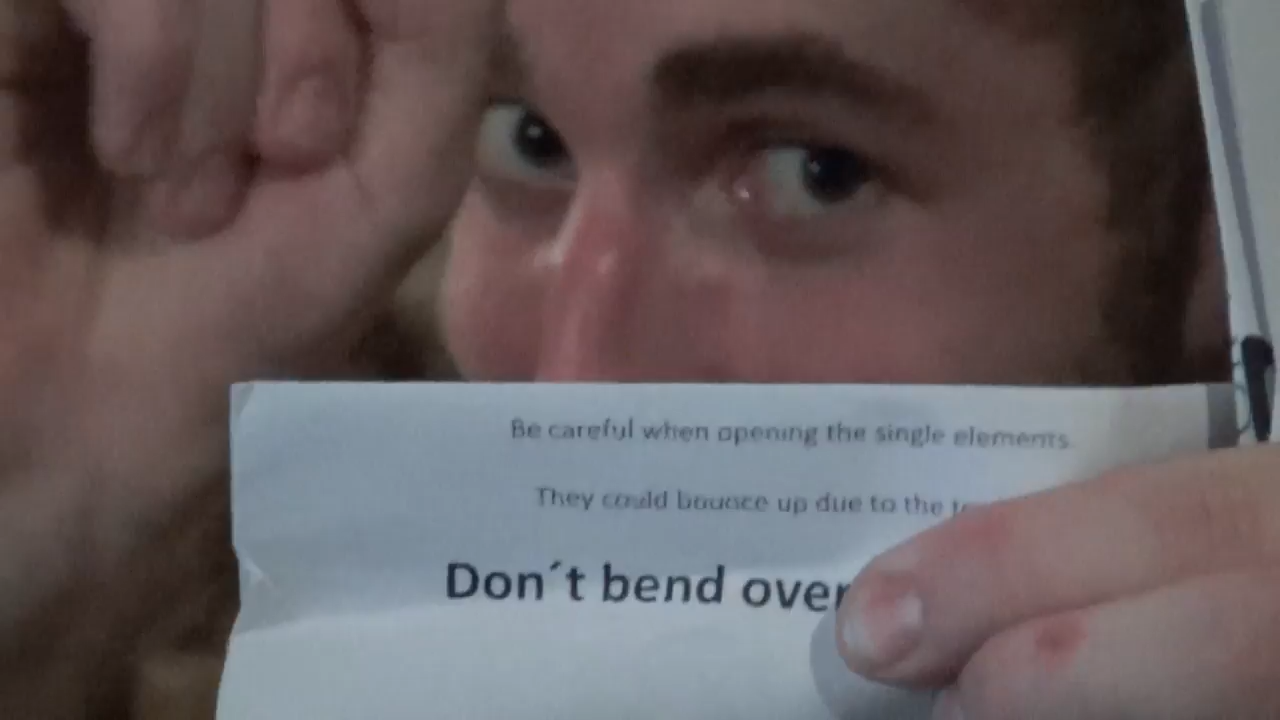 Be careful when opening the single elements.
They could bounce up due to the
Don´t bend over